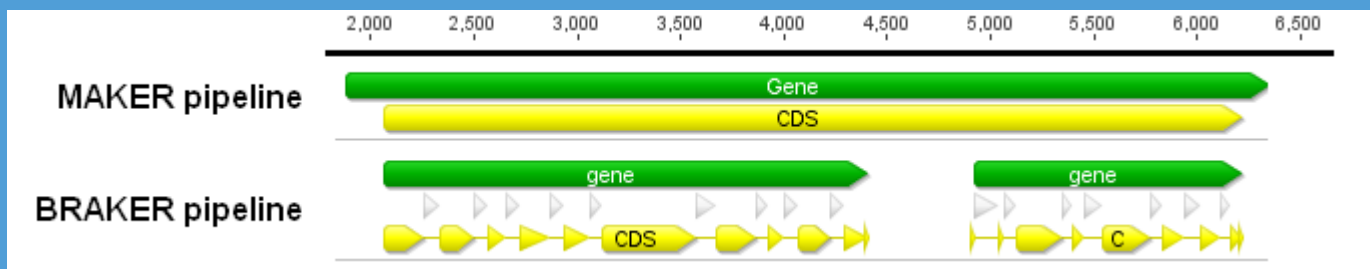 2,000 2,500 3,000 3,500 4,000 4,500 5,000 5,500 6,000 6,500
MAKER pipeline
Gene
CDS
BRAKER pipeline
gene gene
CDS C